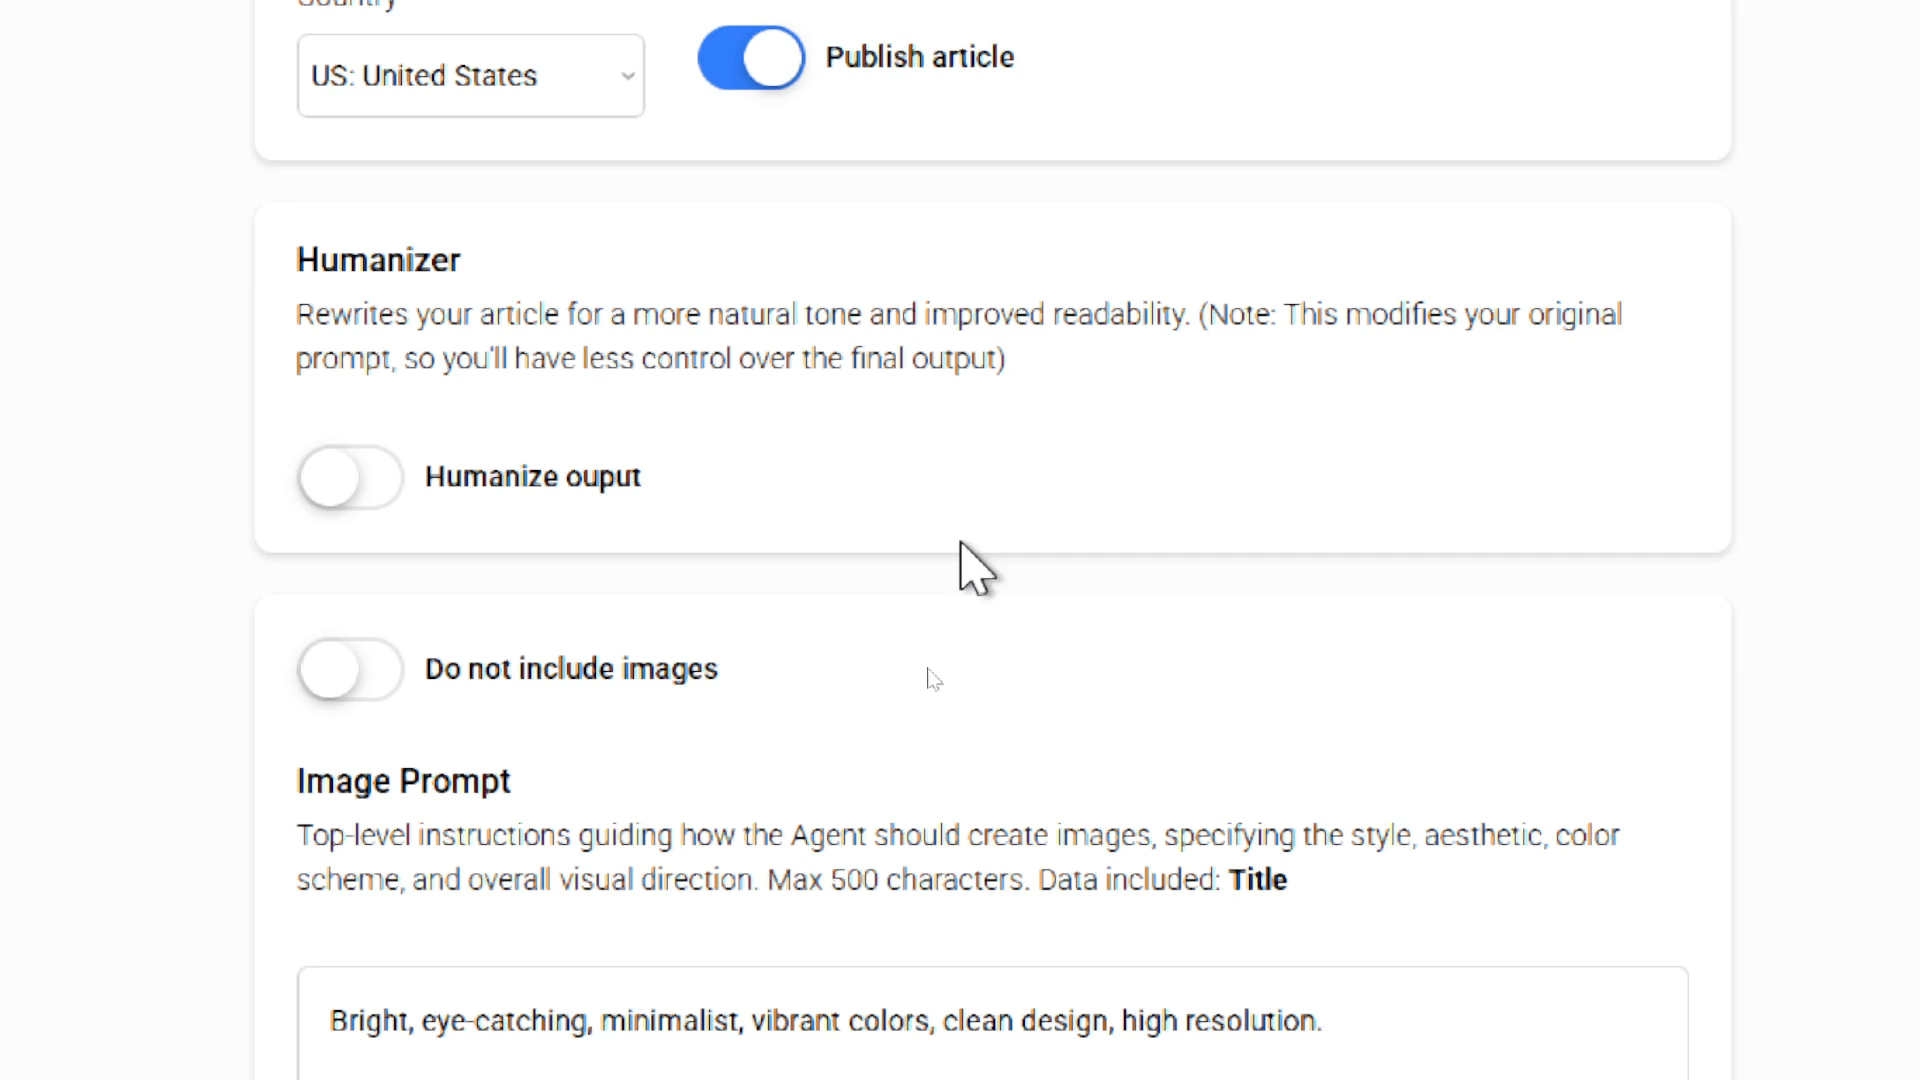 Country
US: United States
Publish article
Humanizer
Rewrites your article for a more natural tone and improved readability. (Note: This modifies your original
prompt, so you'll have less control over the final output)
Humanize ouput
Do not include images
Image Prompt
Top-level instructions guiding how the Agent should create images, specifying the style, aesthetic, color
scheme, and overall visual direction. Max 500 characters. Data included: Title
Bright, eye-catching, minimalist, vibrant colors, clean design, high resolution.